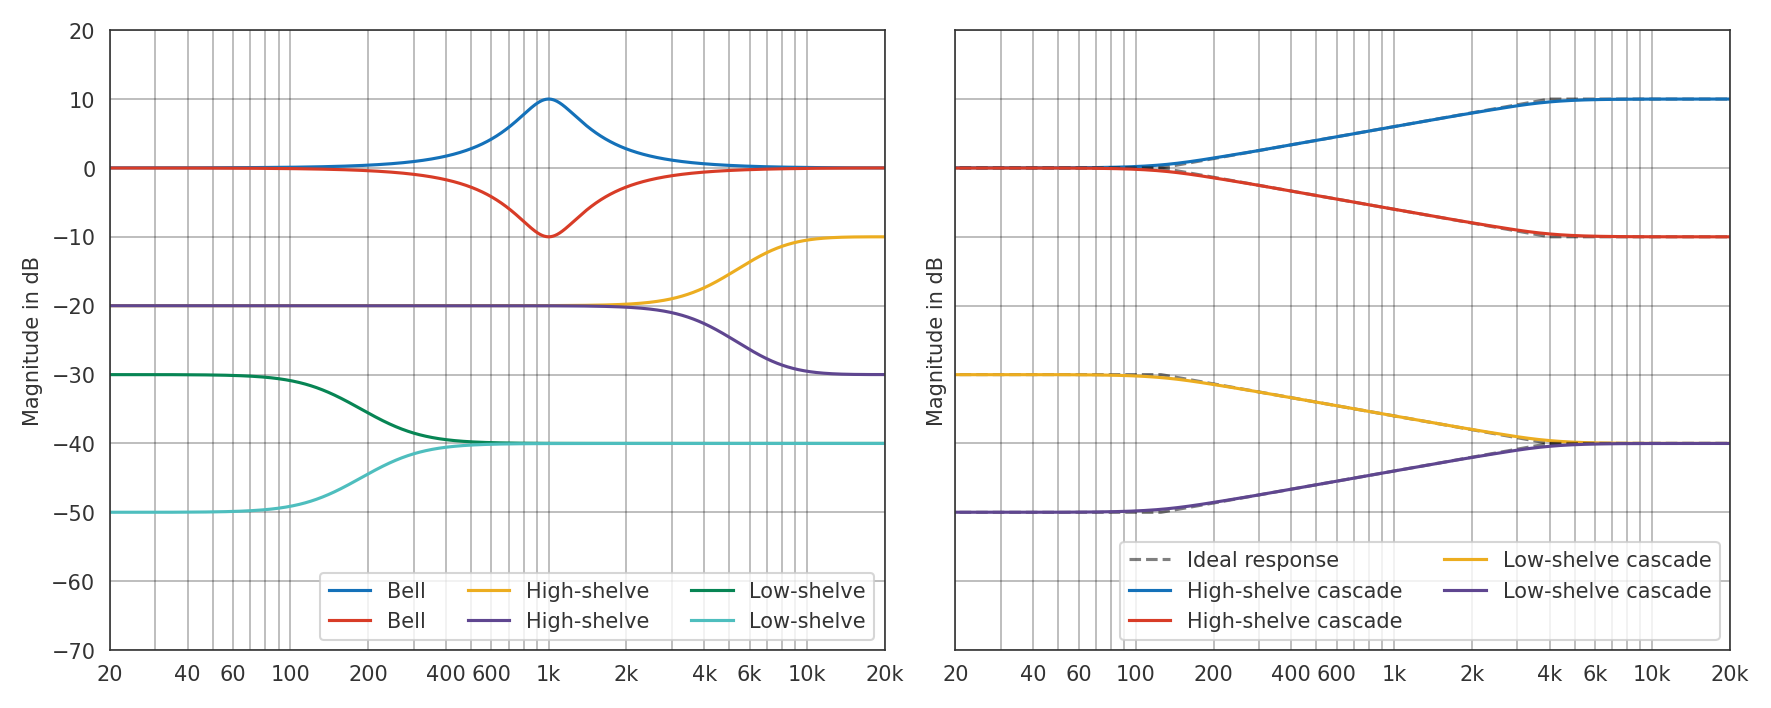 20
10
0
−10
−20
−30
−40
−50
−60
−70
Magnitude in dB
20 40 60 100 200 400 600 1k 2k 4k 6k 10k 20k
Bell High-shelve Low-shelve
Bell High-shelve Low-shelve
Magnitude in dB
20 40 60 100 200 400 600 1k 2k 4k 6k 10k 20k
Ideal response Low-shelve cascade
High-shelve cascade Low-shelve cascade
High-shelve cascade